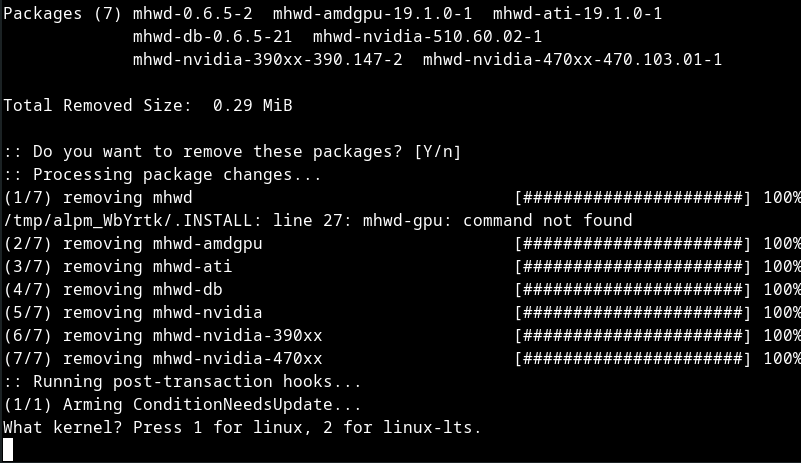 Packages (7) mhwd-0.6.5-2  mhwd-amdgpu-19.1.0-1  mhwd-ati-19.1.0-1
             mhwd-db-0.6.5-21  mhwd-nvidia-510.60.02-1
             mhwd-nvidia-390xx-390.147-2  mhwd-nvidia-470xx-470.103.01-1
Total Removed Size:  0.29 MiB
:: Do you want to remove these packages? [Y/n]
:: Processing package changes...
(1/7) removing mhwd                                [######################] 100%
/tmp/alpm_WbYrtk/.INSTALL: line 27: mhwd-gpu: command not found
(2/7) removing mhwd-amdgpu                         [######################] 100%
(3/7) removing mhwd-ati                            [######################] 100%
(4/7) removing mhwd-db                             [######################] 100%
(5/7) removing mhwd-nvidia                         [######################] 100%
(6/7) removing mhwd-nvidia-390xx                   [######################] 100%
(7/7) removing mhwd-nvidia-470xx                   [######################] 100%
:: Running post-transaction hooks...
(1/1) Arming ConditionNeedsUpdate...
What kernel? Press 1 for linux, 2 for linux-lts.